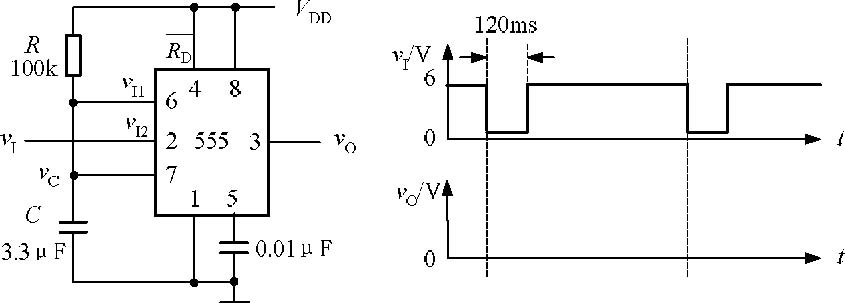 V_DD
R
100k
R_D
4 8
v_I1
6
v_I2
v_I
2 555 3
v_O
v_C
7
1 5
C
3.3 μ F
0.01 μ F
120ms
v_I/V
6
0
t
v_O/V
0
t